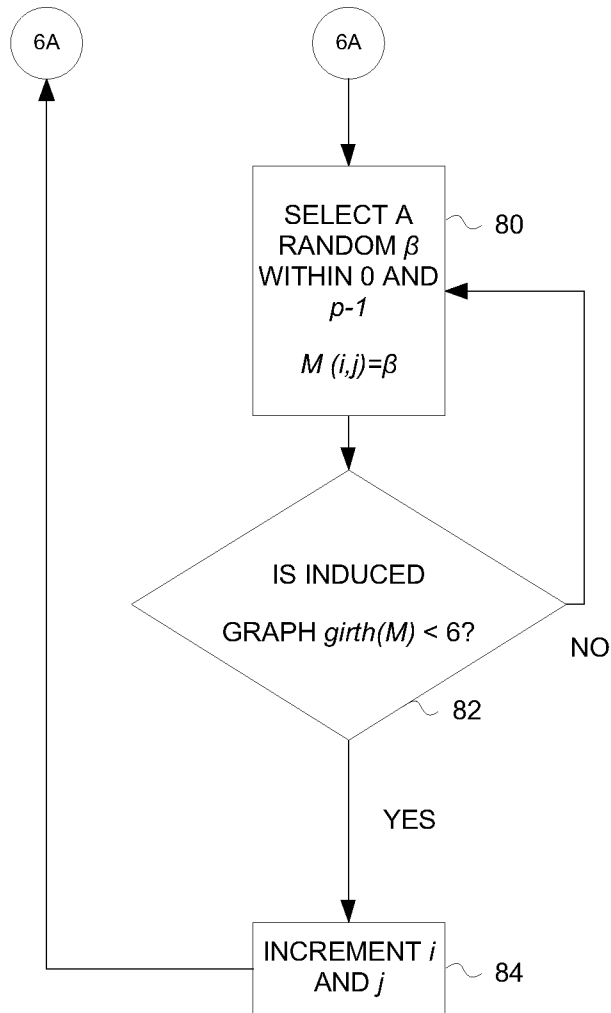 6A
6A
SELECT A
RANDOM β
WITHIN 0 AND
p-1
M (i,j)=β
80
IS INDUCED
GRAPH girth(M) < 6?
NO
82
YES
INCREMENT i
AND j
84